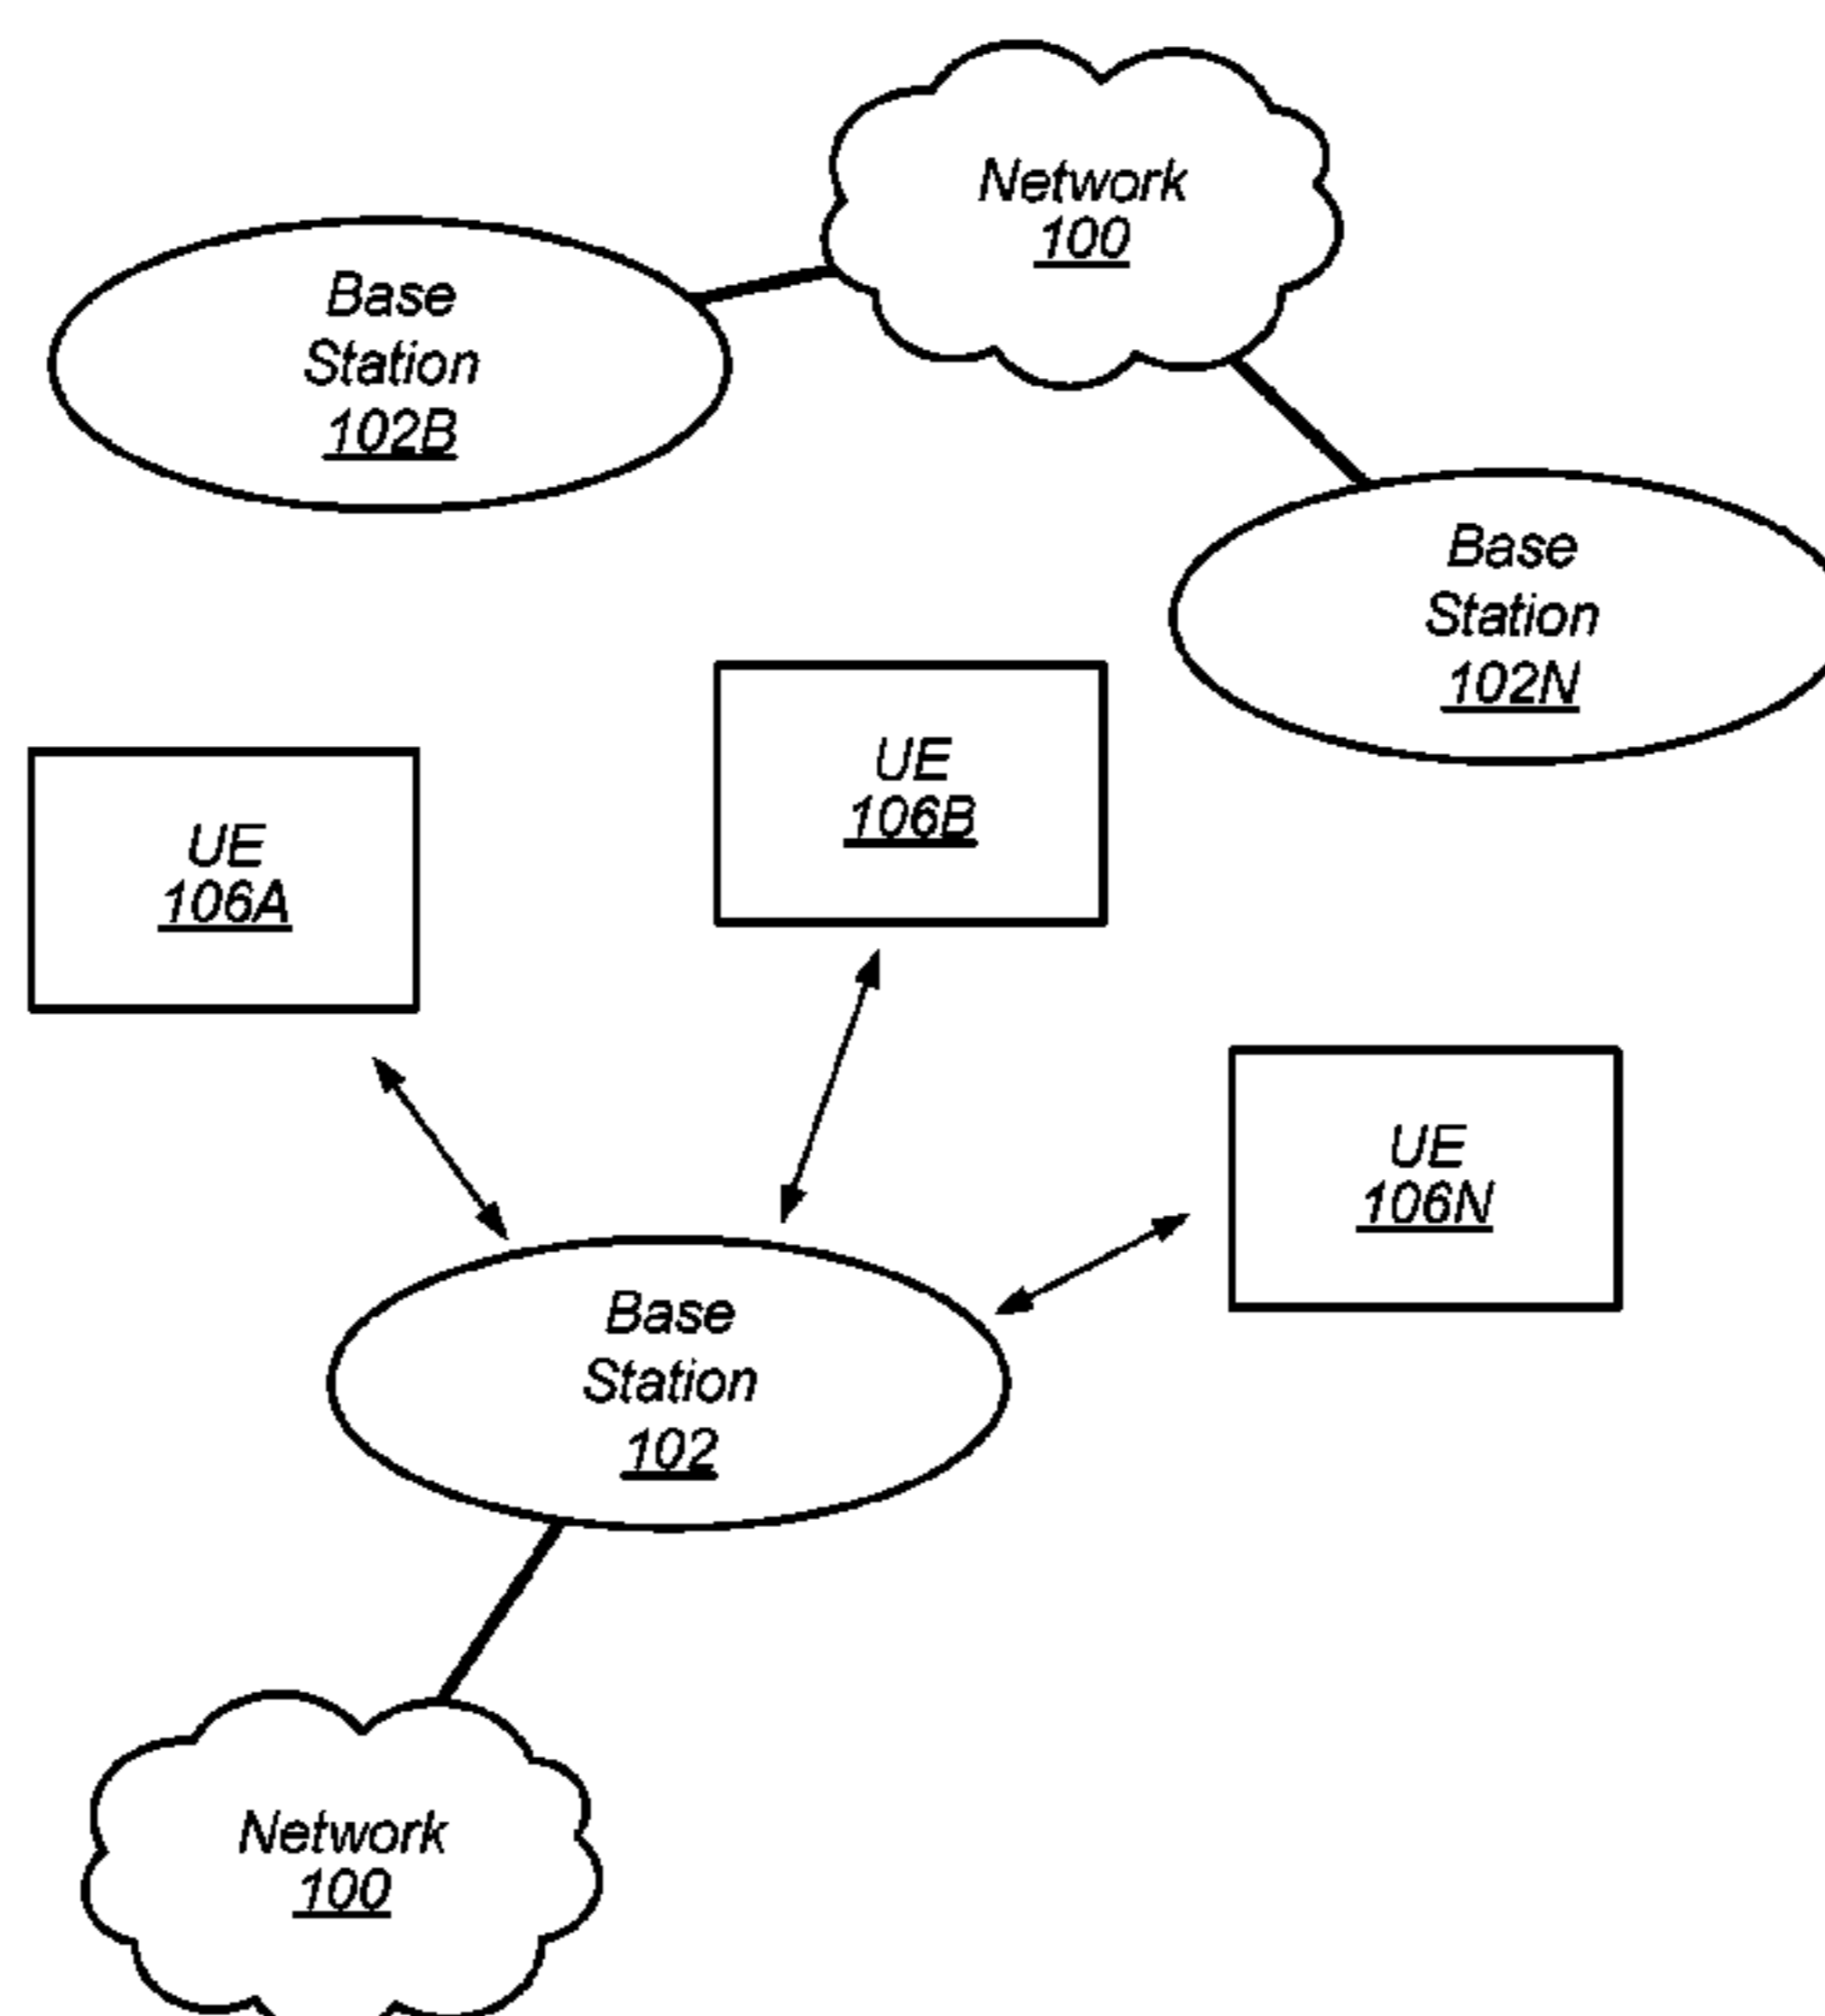 Network
100
Base
Station
102B
Base
Station
102N
UE
106B
UE
106A
UE
106N
Base
Station
102
Network
100